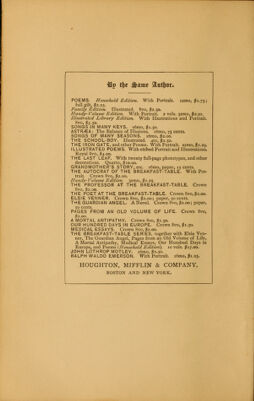 By the Same Author.
POEMS. Household Edition. With Portrait. 12mo, $1.75;
full gilt, $2.25.
Family Edition. Illustrated. 8vo, $2.50.
Handy-Volume Edition. With Portrait. 2 vols. 32mo, $2.50.
Illustrated Library Edition. With Illustrations and Portrait.
8vo, $3.50.
SONGS IN MANY KEYS. 16mo, $1.50.
ASTRÆA: The Balance of Illusions. 16mo, 75 cents.
SONGS OF MANY SEASONS. 16mo, $2.00.
THE SCHOOL-BOY. Illustrated. 4to, $2.50.
THE IRON GATE, and other Poems. With Portrait. 12mo, $1.25.
ILLUSTRATED POEMS. With etched Portrait and Illustrations.
Royal 8vo, $4.00.
THE LAST LEAF. With twenty full-page phototypes, and other
decorations. Quarto, $10.00.
GRANDMOTHER'S STORY, etc. 16mo, paper, 15 cents.
THE AUTOCRAT OF THE BREAKFAST-TABLE. With Por-
trait Crown 8vo, $2.00.
Handy-Volume Edition. 32mo, $1.25.
THE PROFESSOR AT THE BREAKFAST-TABLE. Crown
8vo, $2.00.
THE POET AT THE BREAKFAST-TABLE. Crown 8vo, $2.00.
ELSIE VENNER. Crown 8vo, $2.00; paper, 50 cents.
THE GUARDIAN ANGEL. A Novel. Crown 8vo, $2.00; paper,
50 cents.
PAGES FROM AN OLD VOLUME OF LIFE. Crown 8vo,
$2.00.
A MORTAL ANTIPATHY. Crown 8vo, $1.50.
OUR HUNDRED DAYS IN EUROPE. Crown 8vo, $1.50
MEDICAL ESSAYS. Crown 8vo, $2.00.
THE BREAKFAST-TABLE SERIES, together with Elsie Ven-
ner, The Guardian Angel, Pages from an Old Volume of Life,
A Mortal Antipathy, Medical Essays, Our Hundred Days in
Europe, and Poems (Household Edition). 10 vols. $17.00.
JOHN LOTHROP MOTLEY. 16mo, $1.50.
RALPH WALDO EMERSON. With Portrait. 16mo, $1.25.
HOUGHTON, MIFFLIN & COMPANY,
BOSTON AND NEW YORK.